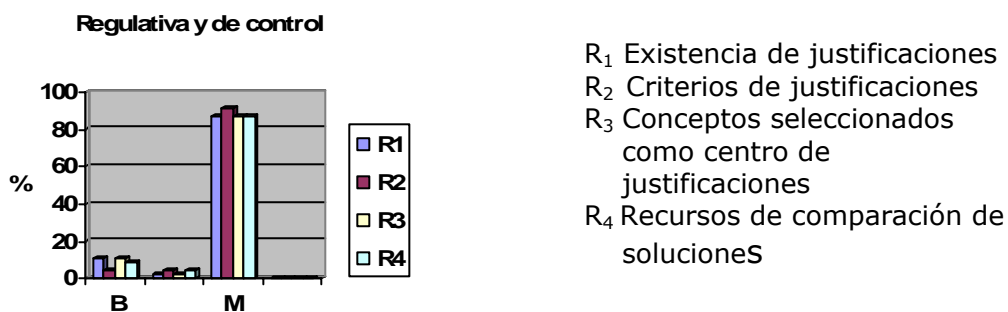 Regulativa y de control
100
80
60
40
20
0
%
B
M
R1
R2
R3
R4
R₁ Existencia de justificaciones
R₂ Criterios de justificaciones
R₃ Conceptos seleccionados
como centro de
justificaciones
R₄ Recursos de comparación de
soluciones